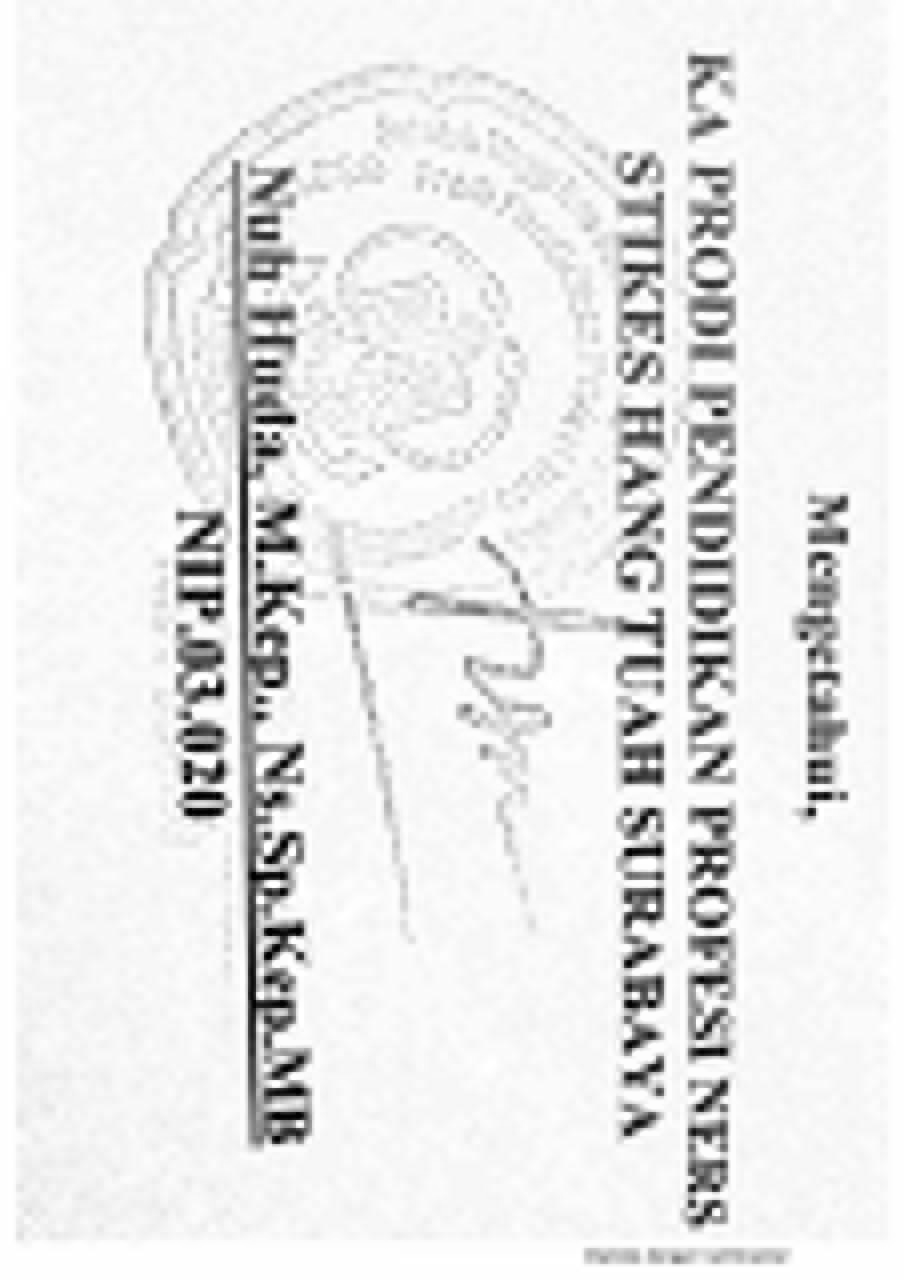 Mengetahui,
KA PRODI PENDIDIKAN PROFESI NERS
STIKES HANG TUAH SURABAYA
Nuh Huda, M.Kep., Ns.Sp.Kep.MB
NIP.03.020